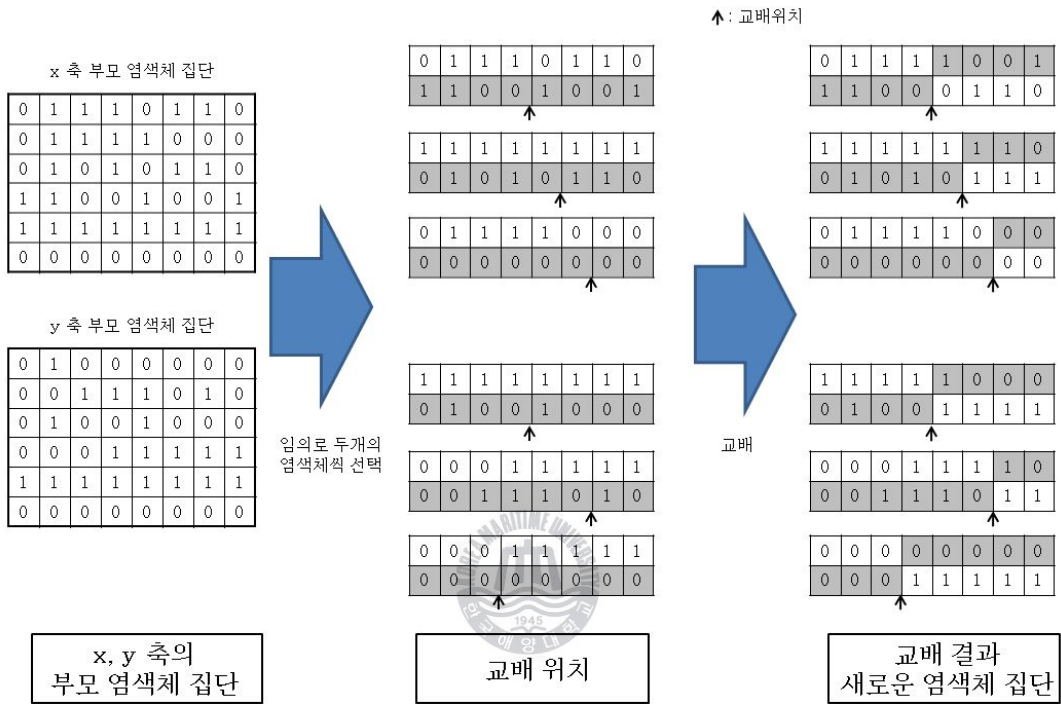 x 축 부모 염색체 집단
0 1 1 1 0 1 1 0
0 1 1 1 1 0 0 0
0 1 0 1 0 1 1 0
1 1 0 0 1 0 0 1
1 1 1 1 1 1 1 1
0 0 0 0 0 0 0 0
y 축 부모 염색체 집단
0 1 0 0 0 0 0 0
0 0 1 1 1 0 1 0
0 1 0 0 1 0 0 0
0 0 0 1 1 1 1 1
1 1 1 1 1 1 1 1
0 0 0 0 0 0 0 0
x, y 축의
부모 염색체 집단
임의로 두개의
염색체씩 선택
0 1 1 1 0 1 1 0
1 1 0 0 1 0 0 1
1 1 1 1 1 1 1 1
0 1 0 1 0 1 1 0
0 1 1 1 1 0 0 0
0 0 0 0 0 0 0 0
1 1 1 1 1 1 1 1
0 1 0 0 1 0 0 0
0 0 0 1 1 1 1 1
0 0 1 1 1 0 1 0
0 0 0 1 1 1 1 1
0 0 0 0 0 0 0 0
KOREA MARITIME UNIVERSITY
1945
한국해양대학교
교배 위치
교배
↑ : 교배위치
0 1 1 1 1 0 0 1
1 1 0 0 0 1 1 0
1 1 1 1 1 1 1 0
0 1 0 1 0 1 1 1
0 1 1 1 1 0 0 0
0 0 0 0 0 0 0 0
1 1 1 1 1 0 0 0
0 1 0 0 1 1 1 1
0 0 0 1 1 1 1 0
0 0 1 1 1 0 1 1
0 0 0 0 0 0 0 0
0 0 0 1 1 1 1 1
교배 결과
새로운 염색체 집단